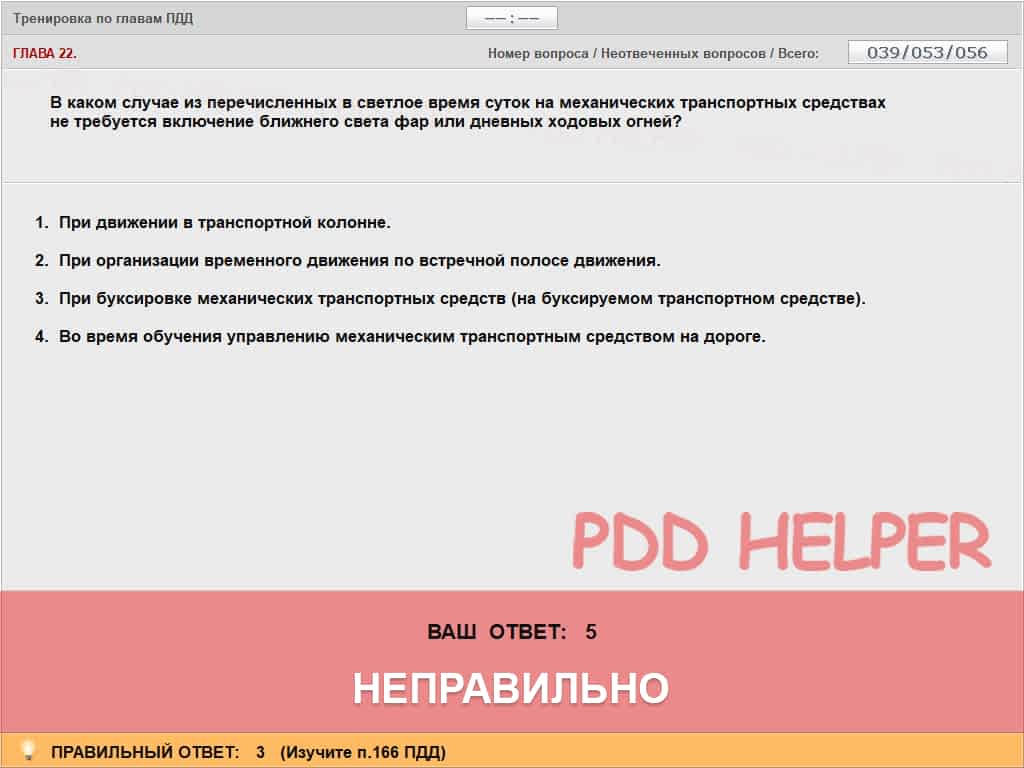 Тренировка по главам ПДД
—— : ——
ГЛАВА 22.
Номер вопроса / Неотвеченных вопросов / Всего:
039/053/056
В каком случае из перечисленных в светлое время суток на механических транспортных средствах
не требуется включение ближнего света фар или дневных ходовых огней?
1. При движении в транспортной колонне.
2. При организации временного движения по встречной полосе движения.
3. При буксировке механических транспортных средств (на буксируемом транспортном средстве).
4. Во время обучения управлению механическим транспортным средством на дороге.
PDD HELPER
ВАШ ОТВЕТ: 5
НЕПРАВИЛЬНО
ПРАВИЛЬНЫЙ ОТВЕТ: 3 (Изучите п.166 ПДД)